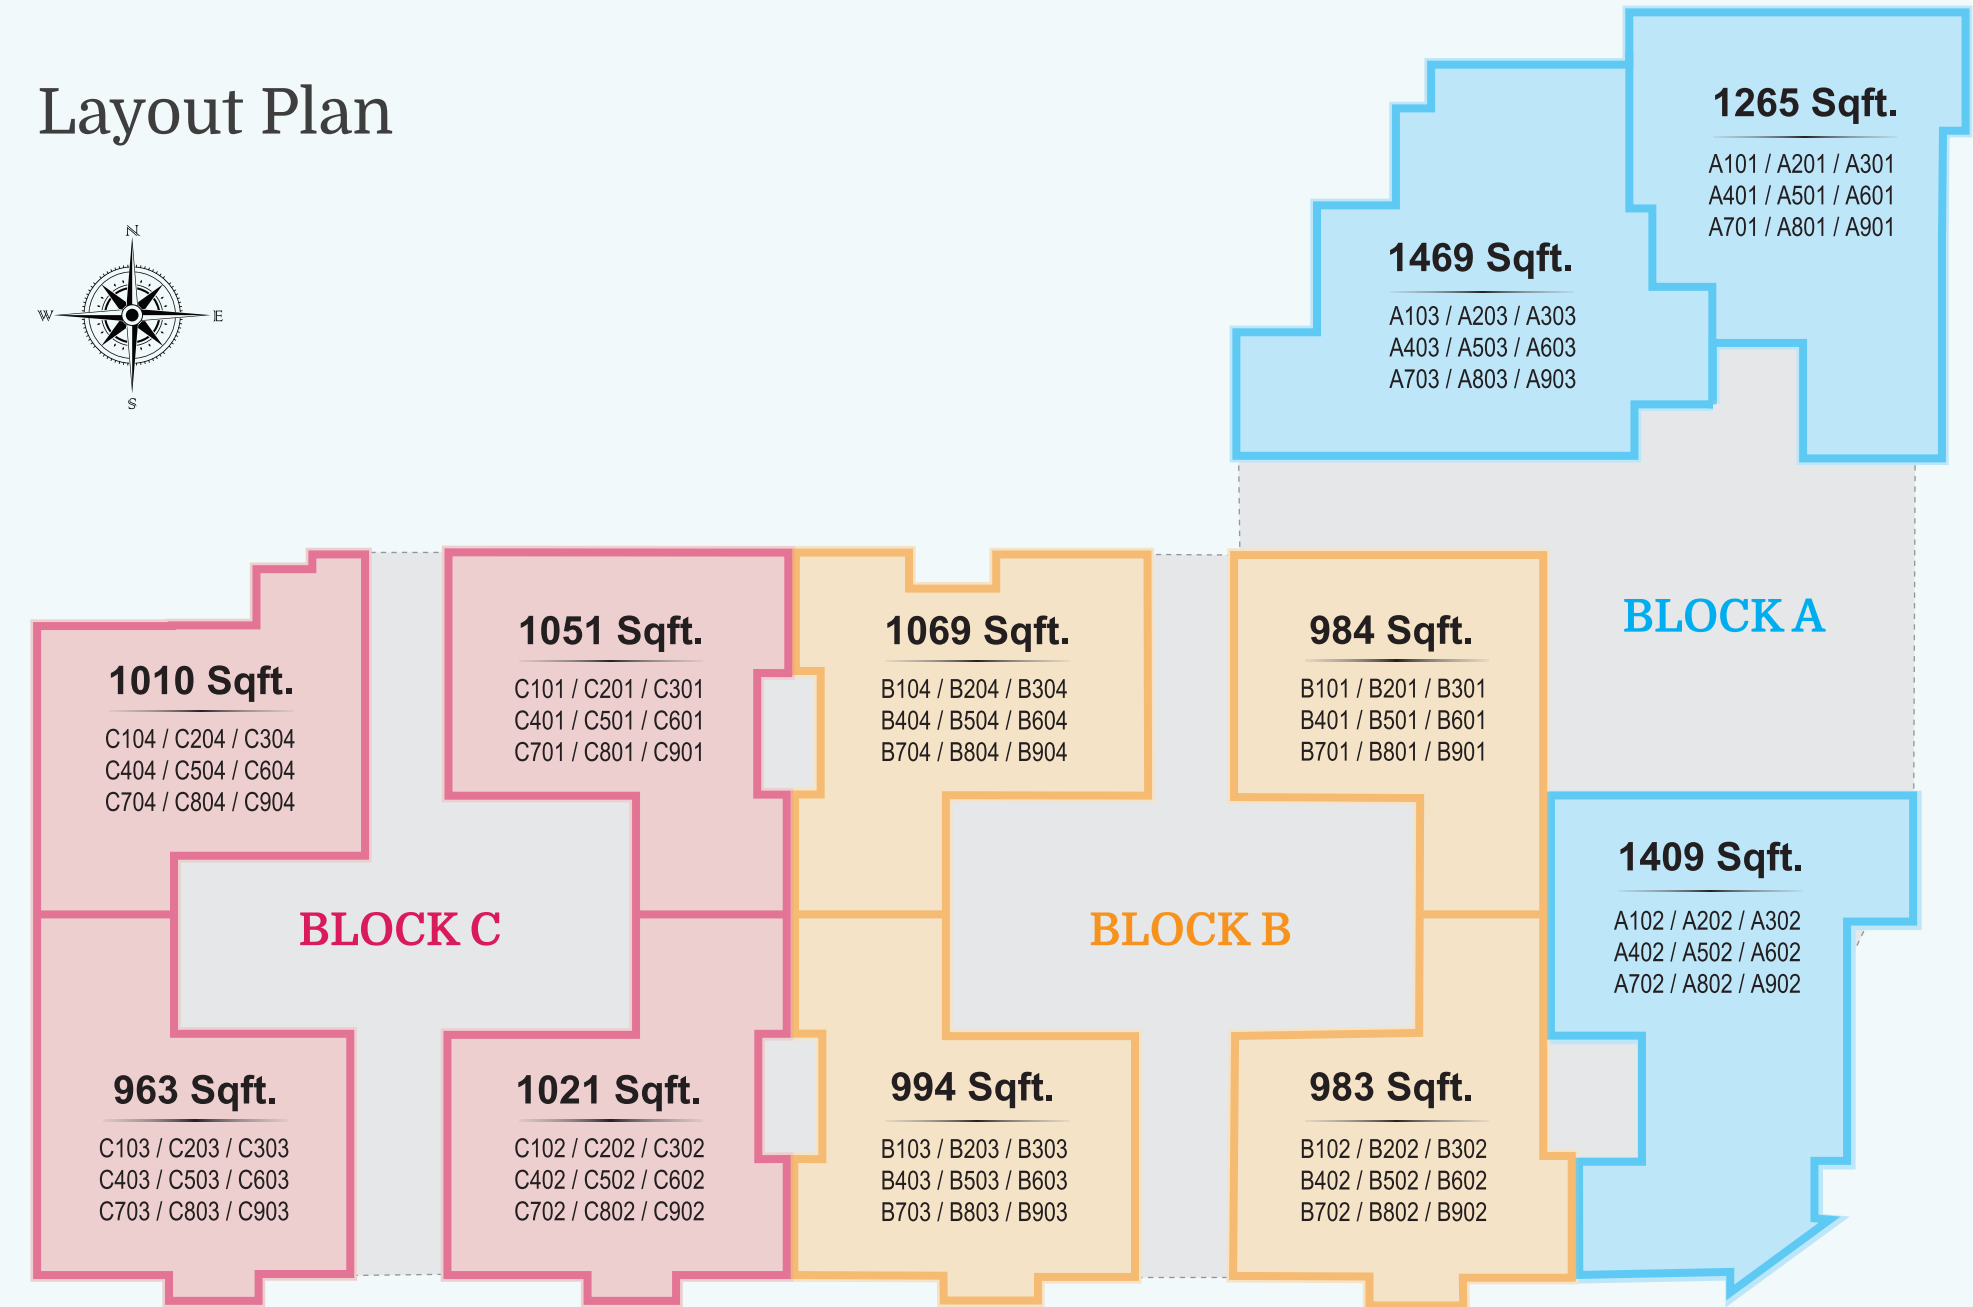 Layout Plan
N
W
E
S
1265 Sqft.
A101 / A201 / A301
A401 / A501 / A601
A701 / A801 / A901
1469 Sqft.
A103 / A203 / A303
A403 / A503 / A603
A703 / A803 / A903
BLOCK A
1010 Sqft.
C104 / C204 / C304
C404 / C504 / C604
C704 / C804 / C904
1051 Sqft.
C101 / C201 / C301
C401 / C501 / C601
C701 / C801 / C901
1069 Sqft.
B104 / B204 / B304
B404 / B504 / B604
B704 / B804 / B904
984 Sqft.
B101 / B201 / B301
B401 / B501 / B601
B701 / B801 / B901
1409 Sqft.
A102 / A202 / A302
A402 / A502 / A602
A702 / A802 / A902
BLOCK C
BLOCK B
963 Sqft.
C103 / C203 / C303
C403 / C503 / C603
C703 / C803 / C903
1021 Sqft.
C102 / C202 / C302
C402 / C502 / C602
C702 / C802 / C902
994 Sqft.
B103 / B203 / B303
B403 / B503 / B603
B703 / B803 / B903
983 Sqft.
B102 / B202 / B302
B402 / B502 / B602
B702 / B802 / B902